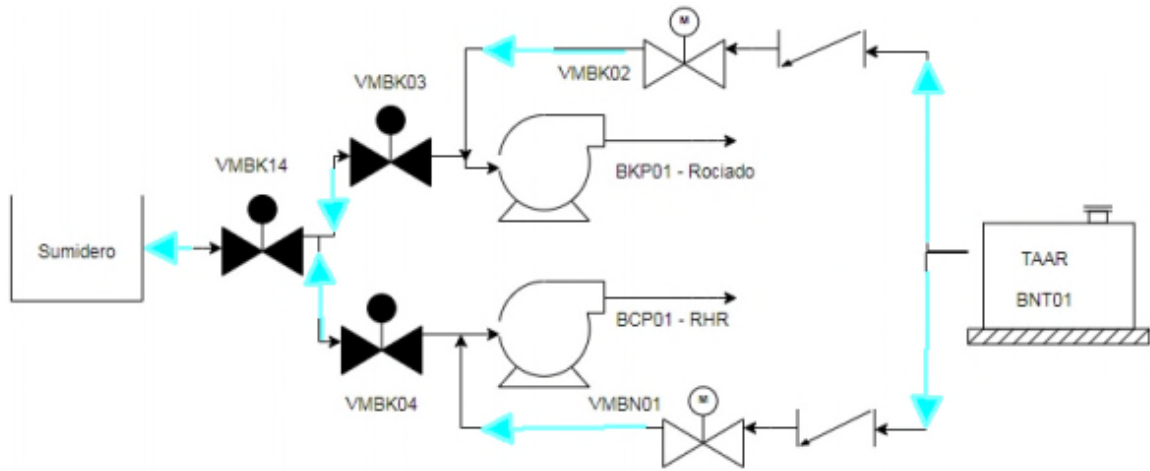 M
VMBK02
VMBK03
VMBK14
BKP01 - Rociado
Sumidero
TAAR
BNT01
BCP01 - RHR
VMBK04
VMBN01
M